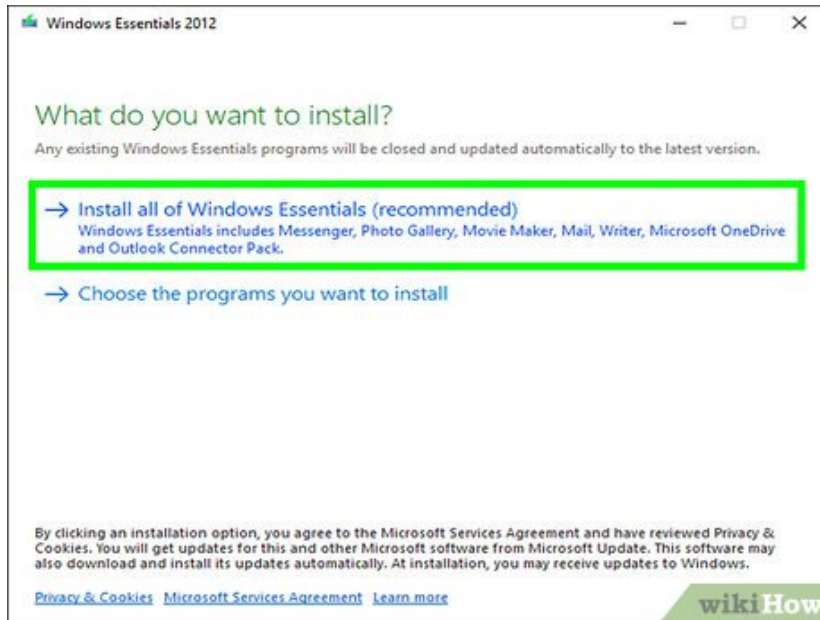 Windows Essentials 2012
What do you want to install?
Any existing Windows Essentials programs will be closed and updated automatically to the latest version.
→ Install all of Windows Essentials (recommended)
Windows Essentials includes Messenger, Photo Gallery, Movie Maker, Mail, Writer, Microsoft OneDrive
and Outlook Connector Pack.
→ Choose the programs you want to install
By clicking an installation option, you agree to the Microsoft Services Agreement and have reviewed Privacy &
Cookies. You will get updates for this and other Microsoft software from Microsoft Update. This software may
also download and install its updates automatically. At installation, you may receive updates to Windows.
Privacy & Cookies Microsoft Services Agreement Learn more
wikiHow